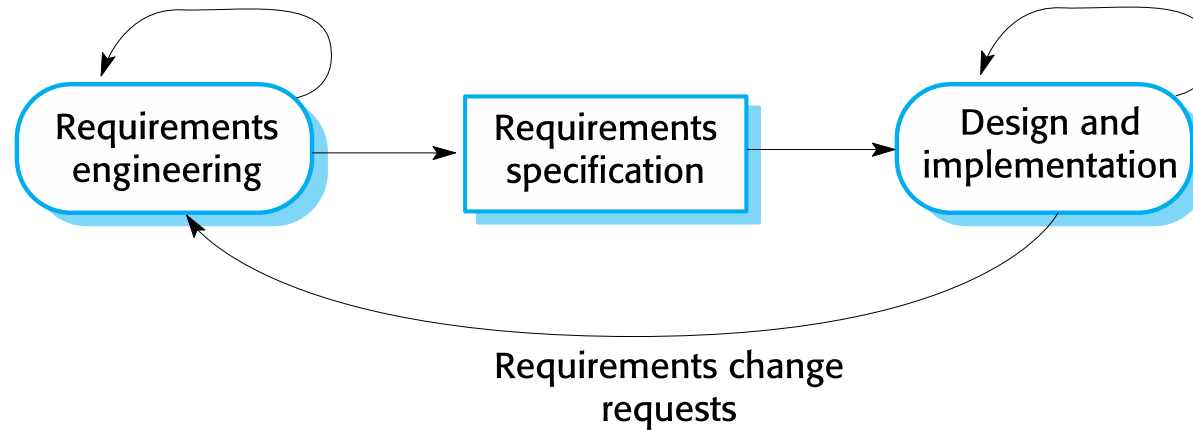 Requirements
engineering
Requirements
specification
Design and
implementation
Requirements change
requests